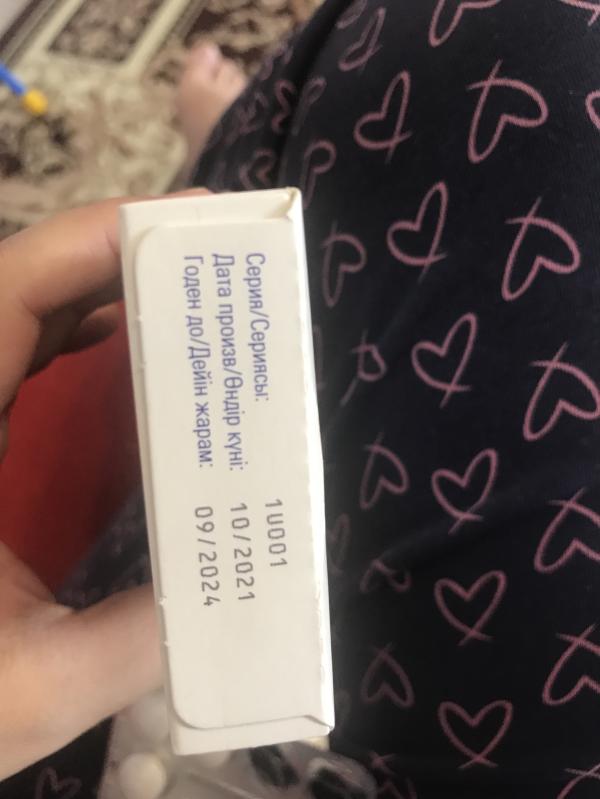 Серия/Сериясы: 1U001
Дата произв/Өндір күні: 10/2021
Годен до/Дейін жарам: 09/2024